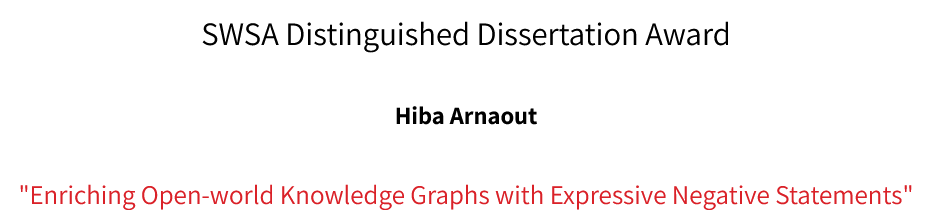 SWSA Distinguished Dissertation Award
Hiba Arnaout
"Enriching Open-world Knowledge Graphs with Expressive Negative Statements"